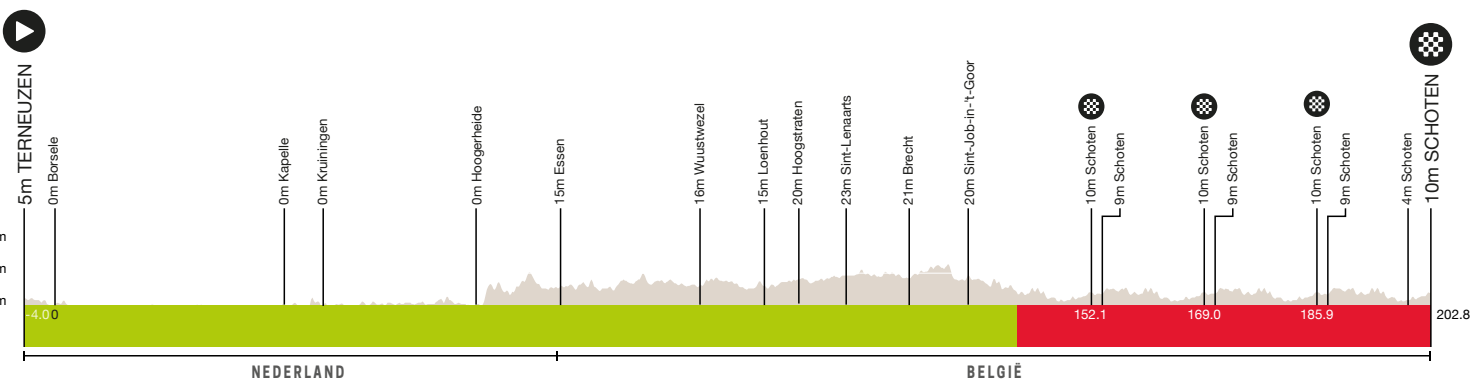 5m TERNEUZEN
0m Borsele
0m Kapelle
0m Kruiningen
0m Hoogerheide
15m Essen
16m Wuustwezel
15m Loenhout
20m Hoogstraten
23m Sint-Lenaarts
21m Brecht
20m Sint-Job-in-'t-Goor
10m Schoten
9m Schoten
10m Schoten
9m Schoten
10m Schoten
9m Schoten
4m Schoten
10m SCHOTEN
m
m
m
-4.0 0
152.1
169.0
185.9
202.8
NEDERLAND
BELGIË